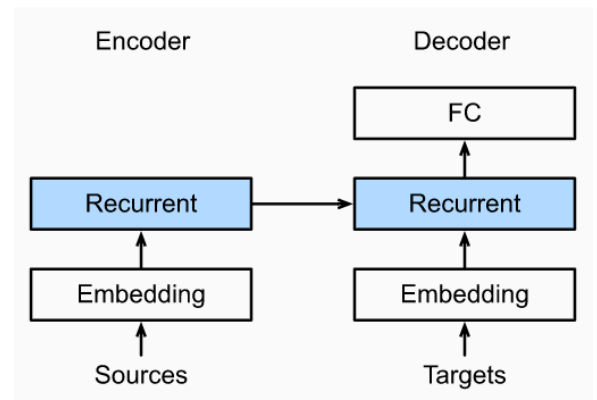 Encoder
Decoder
FC
Recurrent
Recurrent
Embedding
Embedding
Sources
Targets